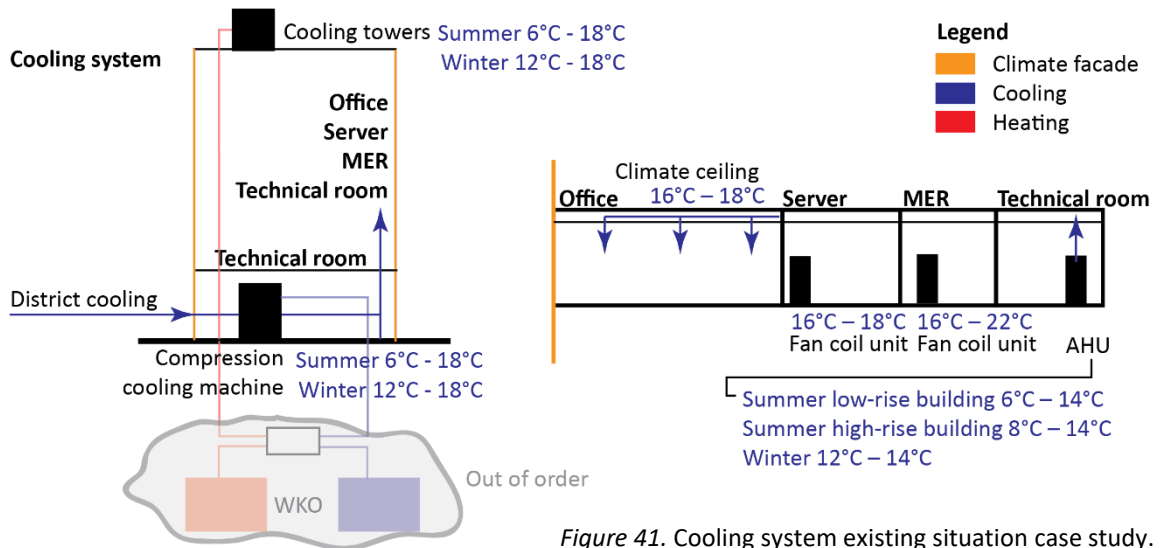 Cooling system
Cooling towers
Summer 6°C - 18°C
Winter 12°C - 18°C
Office
Server
MER
Technical room
Technical room
District cooling
Compression
cooling machine
Summer 6°C - 18°C
Winter 12°C - 18°C
WKO
Out of order
Legend
Climate facade
Cooling
Heating
Climate ceiling
16°C – 18°C
Office
Server
MER
Technical room
16°C – 18°C
Fan coil unit
16°C – 22°C
Fan coil unit
AHU
Summer low-rise building 6°C – 14°C
Summer high-rise building 8°C – 14°C
Winter 12°C – 14°C
Figure 41. Cooling system existing situation case study.